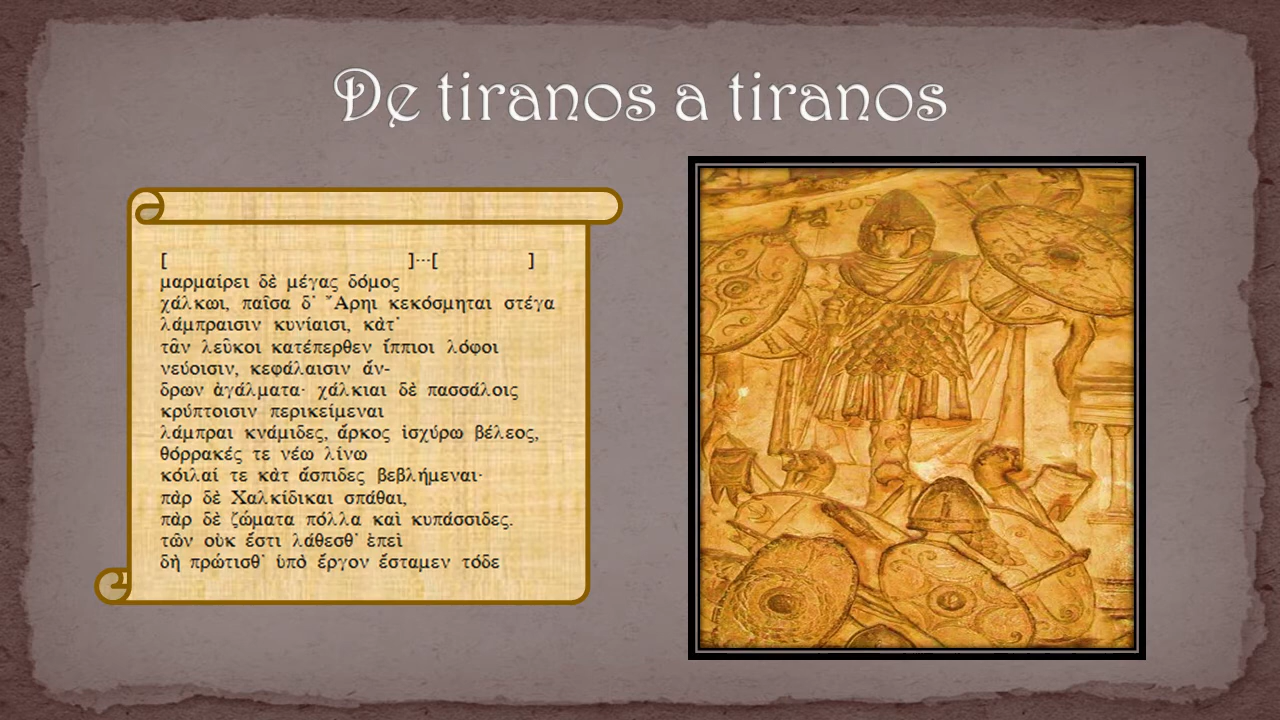 De tiranos a tiranos
[ ]···[ ]
μαρμαίρει δὲ μέγας δόμος
χάλκωι, παῖσα δ᾽ Ἄρηι κεκόσμηται στέγα
λάμπραισιν κυνίαισι, κὰτ᾽
τᾶν λεῦκοι κατέπερθεν ἴππιοι λόφοι
νεύοισιν, κεφάλαισιν ἄν-
δρων ἀγάλματα· χάλκιαι δὲ πασσάλοις
κρύπτοισιν περικείμεναι
λάμπραι κνάμιδες, ἄρκος ἰσχύρω βέλεος,
θόρρακές τε νέω λίνω
κόιλαί τε κὰτ ἄσπιδες βεβλήμεναι·
πὰρ δὲ Χαλκίδικαι σπάθαι,
πὰρ δὲ ζώματα πόλλα καὶ κυπάσσιδες.
τῶν οὐκ ἔστι λάθεσθ᾽ ἐπεὶ
δὴ πρώτισθ᾽ ὐπὸ ἔργον ἔσταμεν τόδε
205